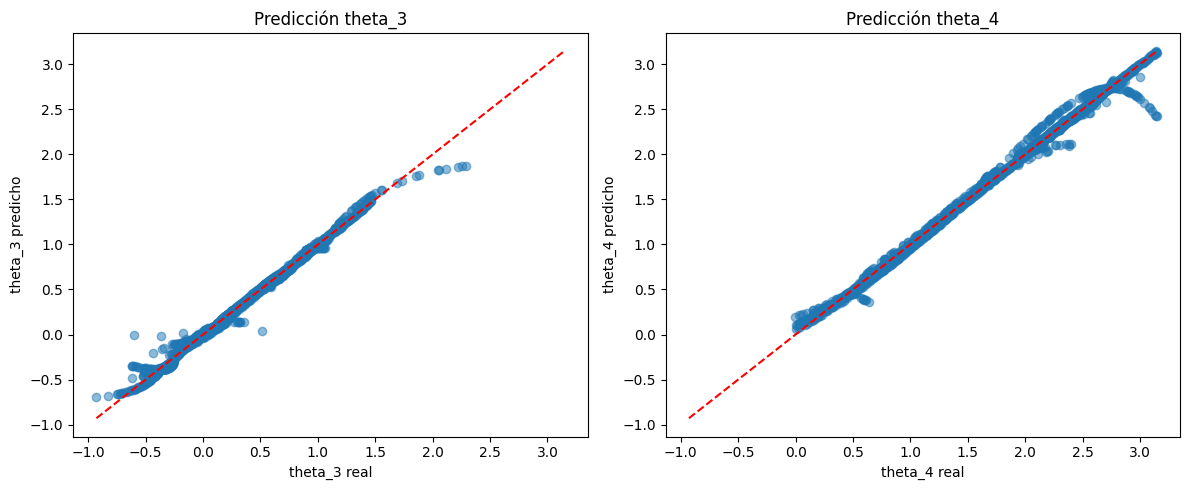 Predicción theta_3
3.0
2.5
2.0
1.5
1.0
0.5
0.0
−0.5
−1.0
theta_3 predicho
−1.0 −0.5 0.0 0.5 1.0 1.5 2.0 2.5 3.0
theta_3 real
Predicción theta_4
3.0
2.5
2.0
1.5
1.0
0.5
0.0
−0.5
−1.0
theta_4 predicho
−1.0 −0.5 0.0 0.5 1.0 1.5 2.0 2.5 3.0
theta_4 real